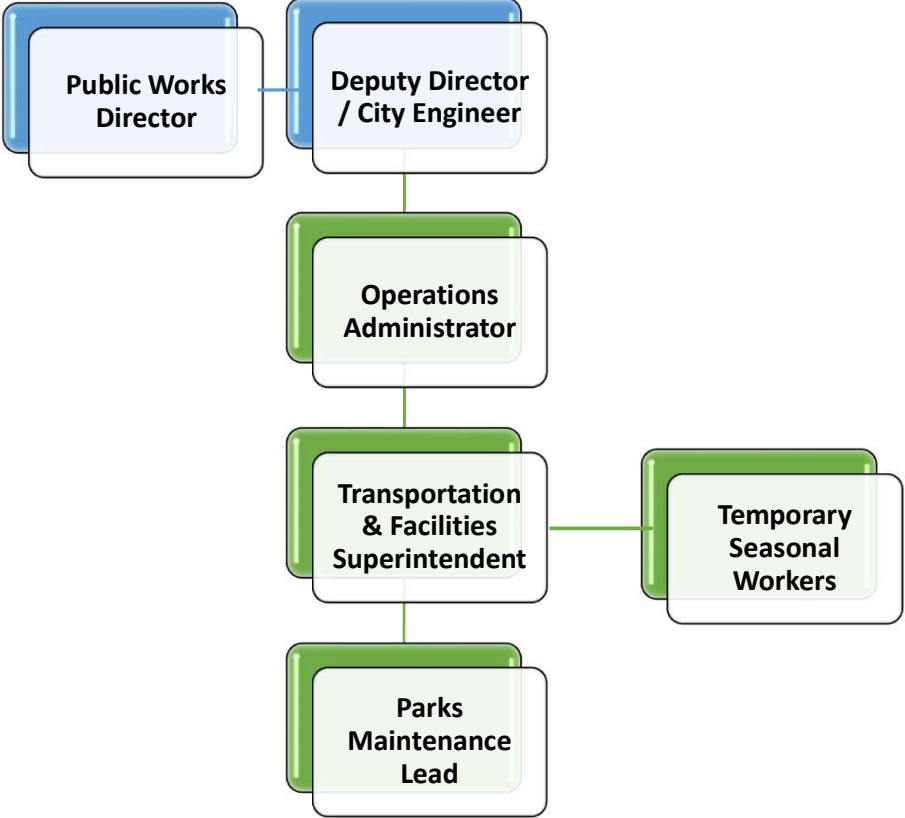 Public Works
Director
Deputy Director
/ City Engineer
Operations
Administrator
Transportation
& Facilities
Superintendent
Temporary
Seasonal
Workers
Parks
Maintenance
Lead